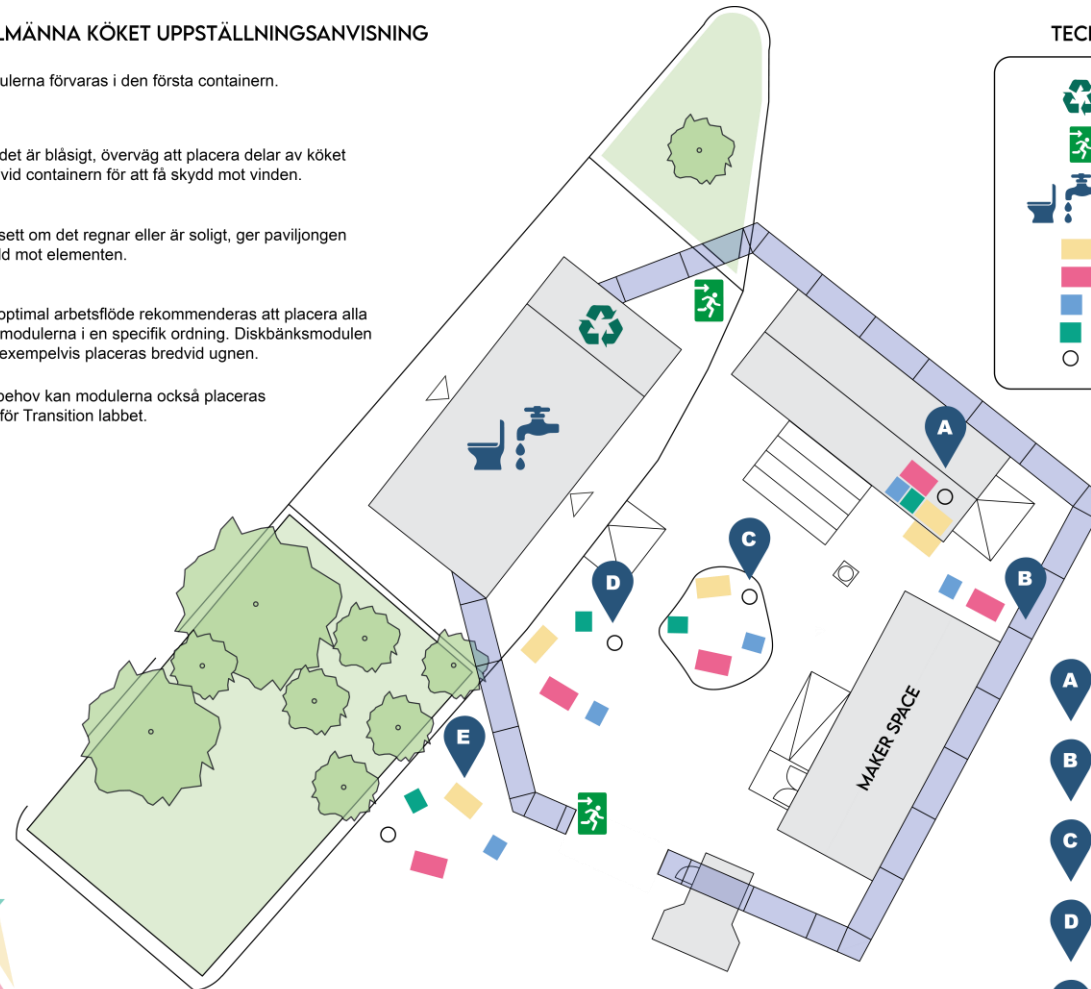 LMÄNNA KÖKET UPPSTÄLLNINGSANVISNING
ulerna förvaras i den första containern.
det är blåsigt, överväg att placera delar av köket
vid containern för att få skydd mot vinden.
sett om det regnar eller är soligt, ger paviljongen
d mot elementen.
optimal arbetsflöde rekommenderas att placera alla
modulerna i en specifik ordning. Diskbänksmodulen
exempelvis placeras bredvid ugnen.
behov kan modulerna också placeras
för Transition labbet.
TECI
A
B
C
D
E
MAKER SPACE
A
B
C
D